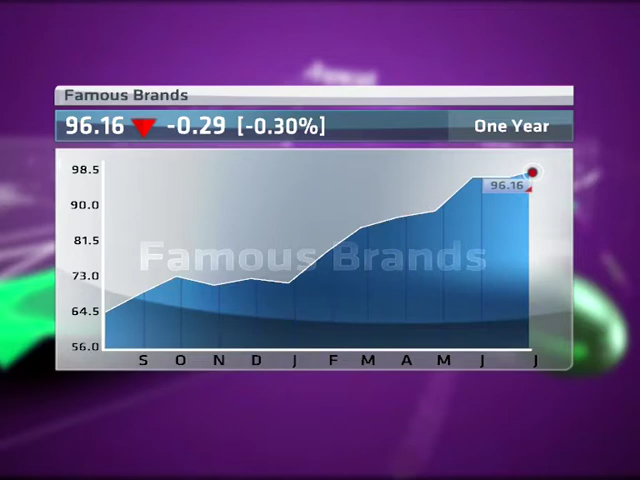 Famous Brands
96.16 -0.29 [-0.30%] One Year
98.5
90.0
81.5
73.0
64.5
56.0
96.16
Famous Brands
S O N D J F M A M J J